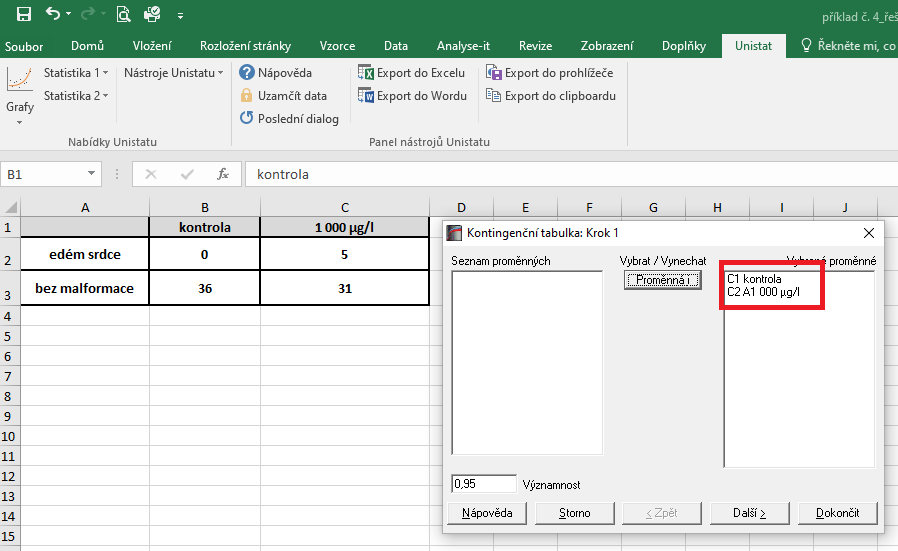 příklad č. 4_řeš
Soubor Domů Vložení Rozložení stránky Vzorce Data Analyse-it Revize Zobrazení Doplňky Unistat Řekněte mi, co
Grafy
Statistika 1
Statistika 2
Nástroje Unistatu
Nabídky Unistatu
Nápověda
Uzamčít data
Poslední dialog
Export do Excelu
Export do Wordu
Export do prohlížeče
Export do clipboardu
Panel nástrojů Unistatu
B1 fx kontrola
A B C D E F G H I J
1 kontrola 1 000 µg/l
2 edém srdce 0 5
3 bez malformace 36 31
4
5
6
7
8
9
10
11
12
13
14
15
Kontingenční tabulka: Krok 1
Seznam proměnných Vybrat / Vynechat Vybrané proměnné
Proměnná i
C1 kontrola
C2 A1 000 µg/l
0,95 Významnost
Nápověda Storno < Zpět Další > Dokončit